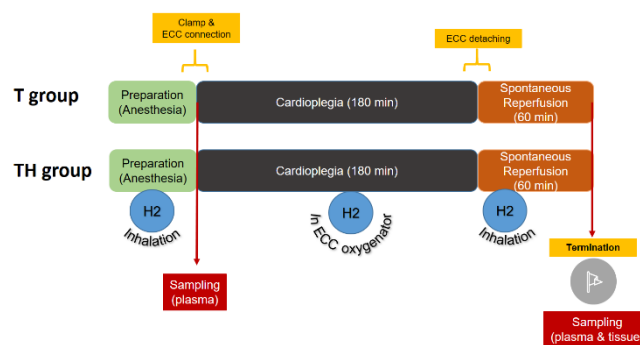 Clamp &
ECC connection
ECC detaching
T group
Preparation
(Anesthesia)
Cardioplegia (180 min)
Spontaneous
Reperfusion
(60 min)
TH group
Preparation
(Anesthesia)
Cardioplegia (180 min)
Spontaneous
Reperfusion
(60 min)
H2
Inhalation
H2
In ECC oxygenator
H2
Inhalation
Sampling
(plasma)
Termination
Sampling
(plasma & tissue)